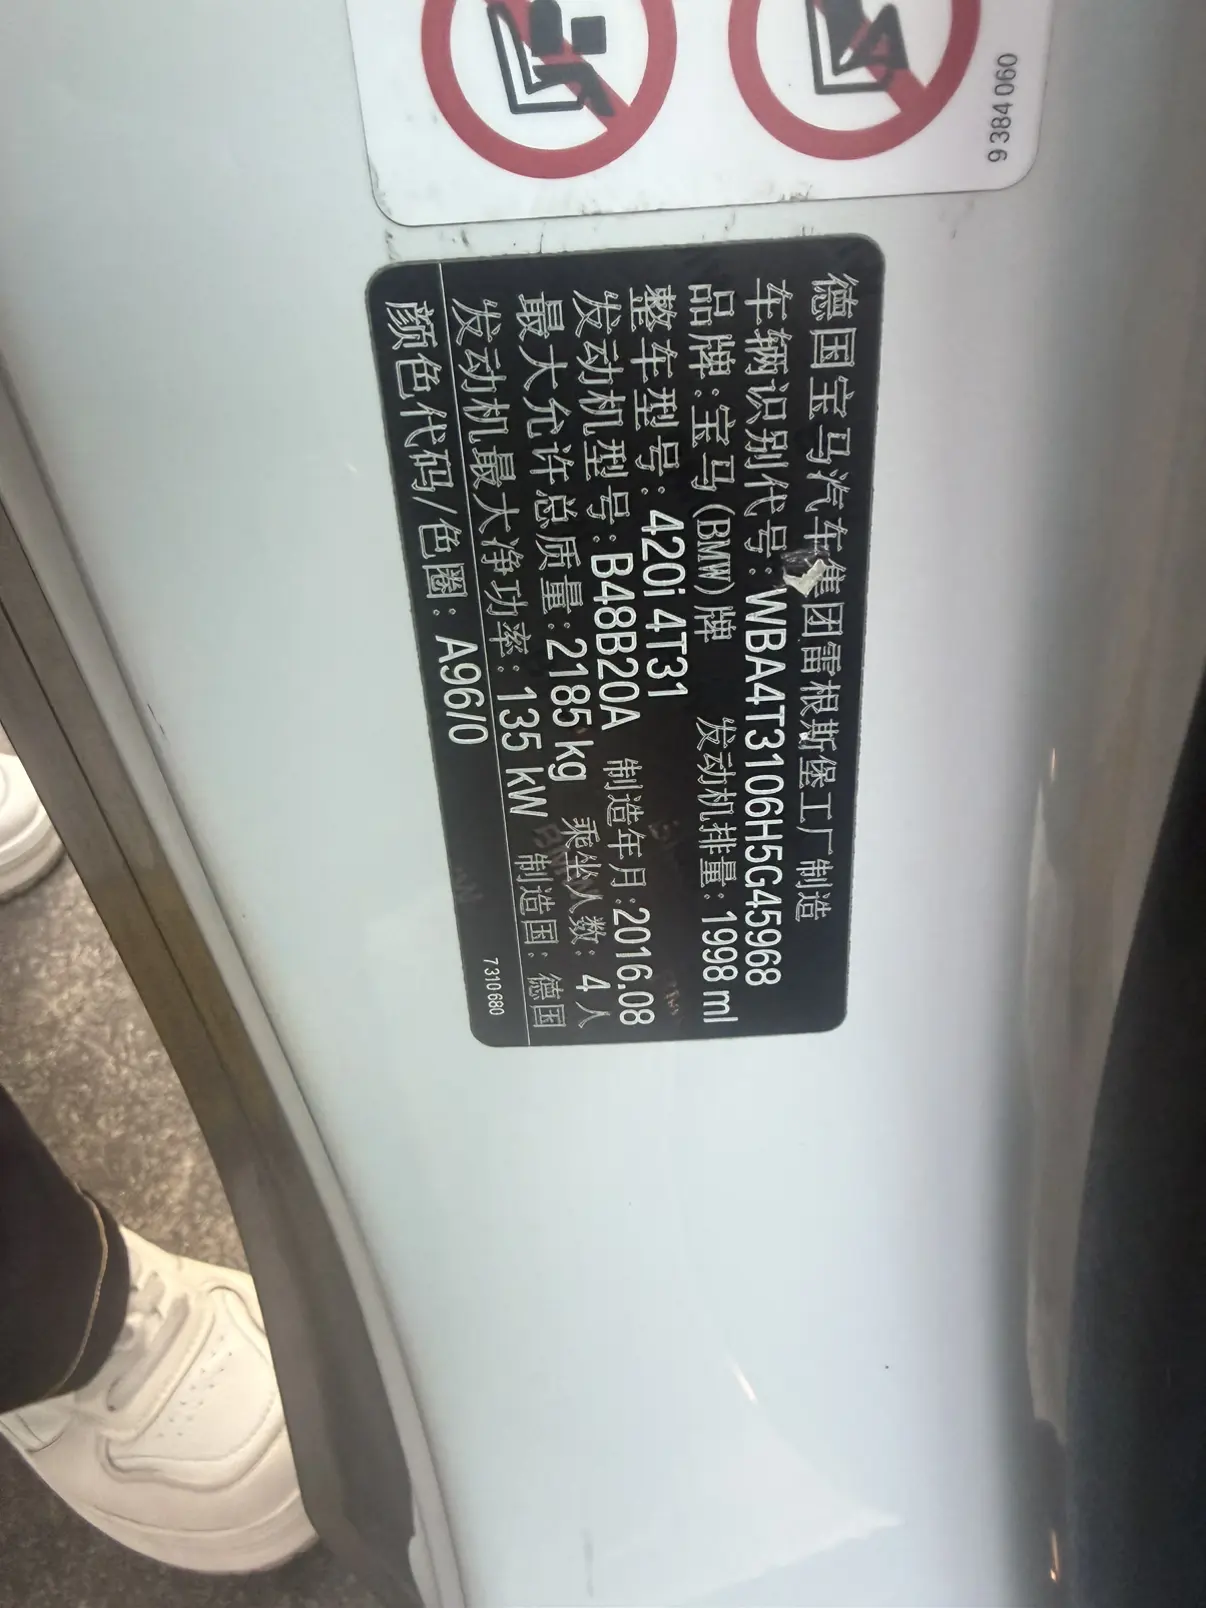 9 384 060
德国宝马汽车集团雷根斯堡工厂制造
车辆识别代号:WBA4T3106H5G45968
品牌:宝马(BMW)牌 发动机排量:1998 ml
整车型号:420i 4T31
发动机型号:B48B20A 制造年月:2016.08
最大允许总质量:2185 kg 乘坐人数:4人
发动机最大净功率:135 kW 制造国:德国
颜色代码/色圈:A96/0
7 310 680